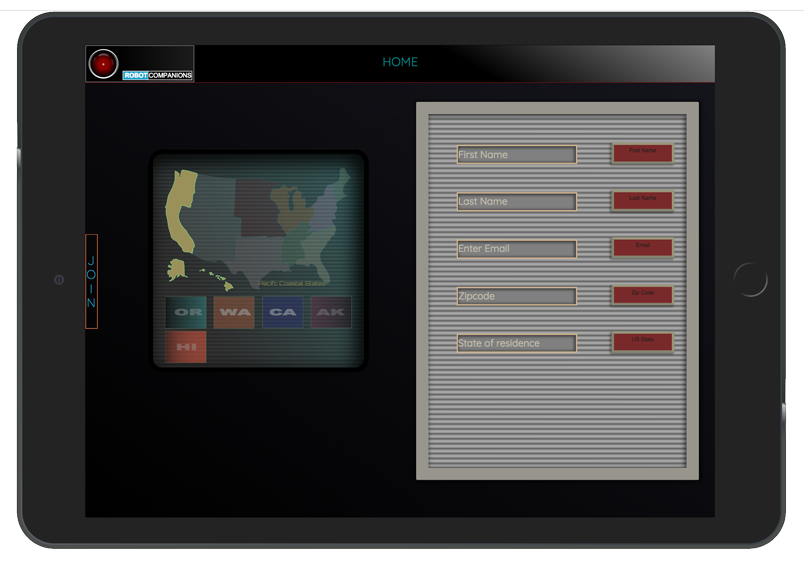 HOME
ROBOT COMPANIONS
JOIN
Pacific Coastal States
OR WA CA AK
HI
First Name First Name
Last Name Last Name
Enter Email Email
Zipcode Zip Code
State of residence US State